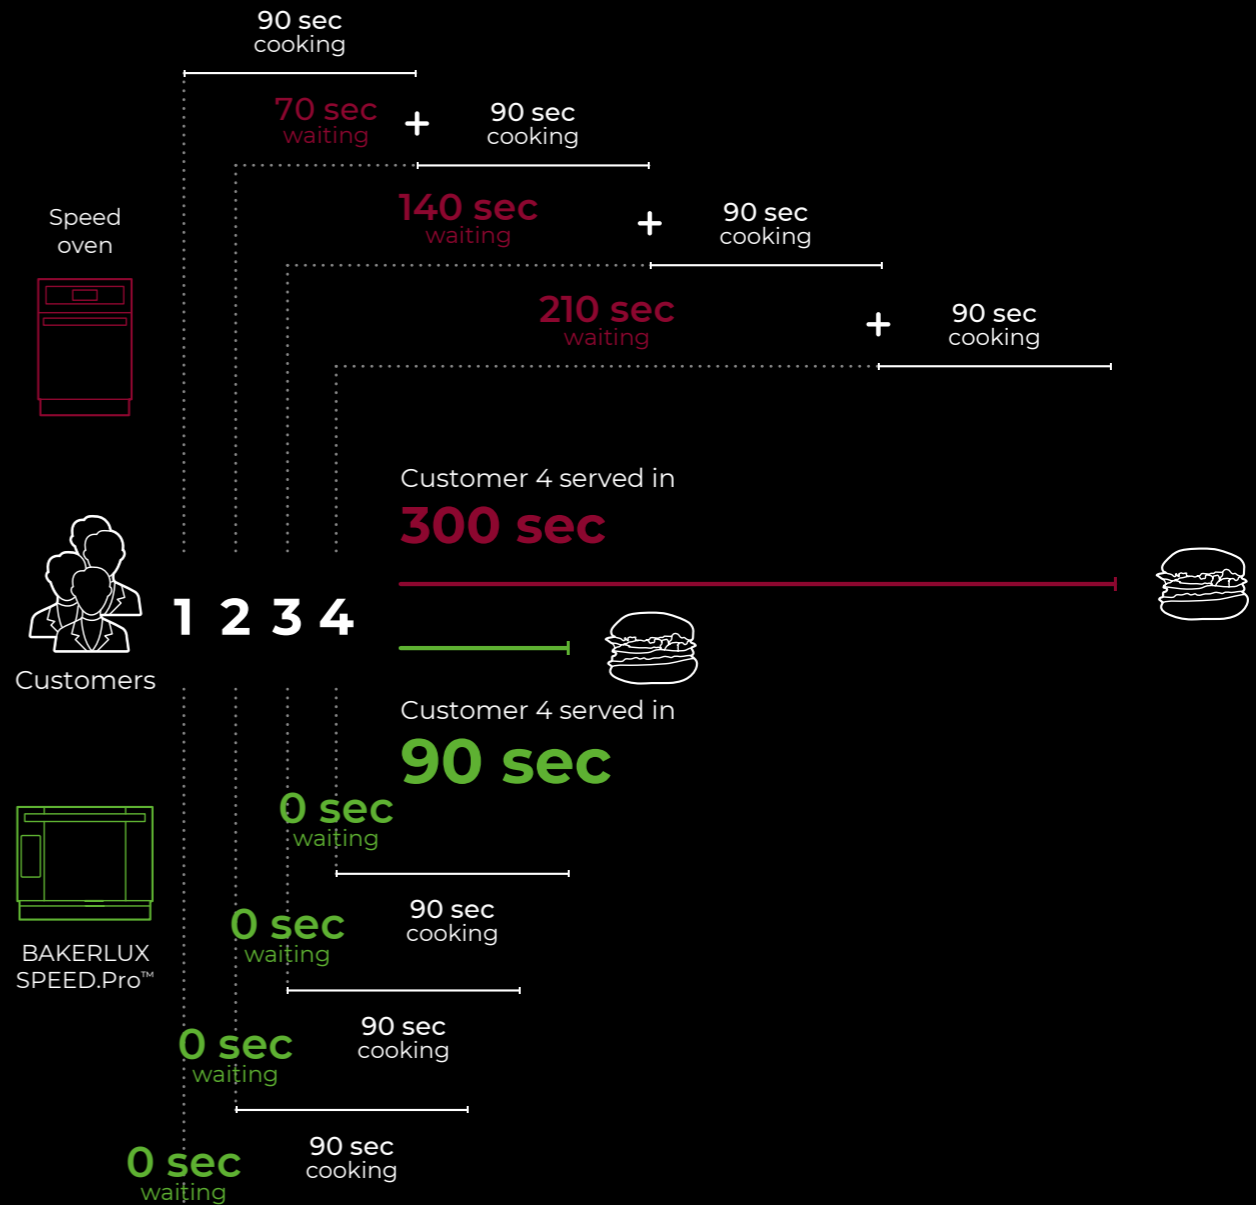 90 sec
cooking
70 sec
waiting
+
90 sec
cooking
140 sec
waiting
+
90 sec
cooking
210 sec
waiting
+
90 sec
cooking
Speed
oven
Customer 4 served in
300 sec
1 2 3 4
Customers
Customer 4 served in
90 sec
0 sec
waiting
90 sec
cooking
BAKERLUX
SPEED.Pro™
0 sec
waiting
90 sec
cooking
0 sec
waiting
90 sec
cooking
0 sec
waiting